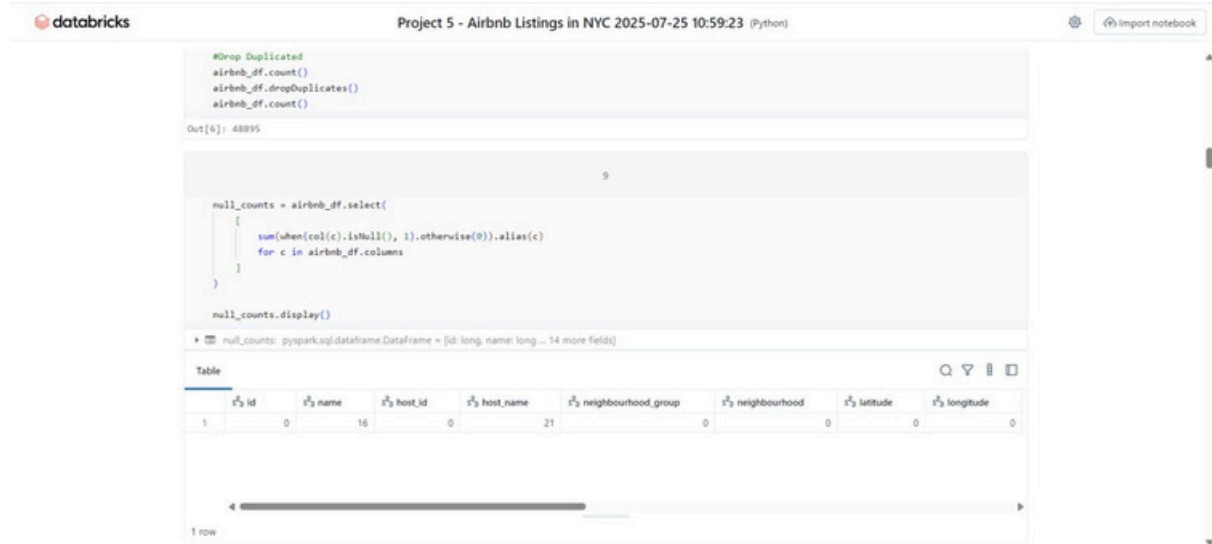 databricks
Project 5 - Airbnb Listings in NYC 2025-07-25 10:59:23 (Python)
Import notebook
#Drop Duplicated
airbnb_df.count()
airbnb_df.dropDuplicates()
airbnb_df.count()
Out[6]: 48895
9
null_counts = airbnb_df.select(
[
sum(when(col(c).isNull(), 1).otherwise(0)).alias(c)
for c in airbnb_df.columns
]
)
null_counts.display()
null_counts: pyspark.sql.dataframe.DataFrame = [id: long, name: long ... 14 more fields]
Table
id name host_id host_name neighbourhood_group neighbourhood latitude longitude
1 0 16 0 21 0 0 0 0
1 row